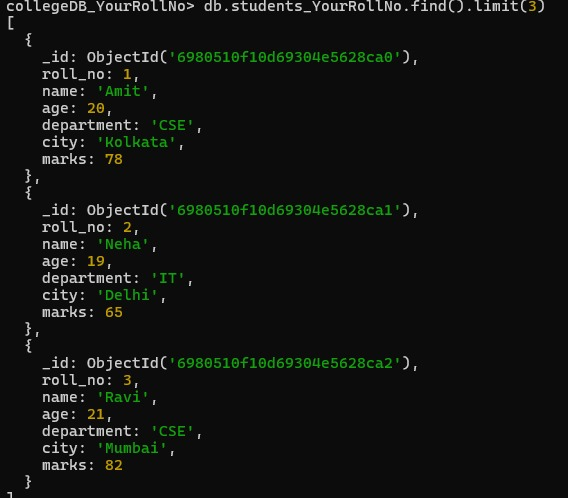 collegeDB_YourRollNo> db.students_YourRollNo.find().limit(3)
[
  {
    _id: ObjectId('6980510f10d69304e5628ca0'),
    roll_no: 1,
    name: 'Amit',
    age: 20,
    department: 'CSE',
    city: 'Kolkata',
    marks: 78
  },
  {
    _id: ObjectId('6980510f10d69304e5628ca1'),
    roll_no: 2,
    name: 'Neha',
    age: 19,
    department: 'IT',
    city: 'Delhi',
    marks: 65
  },
  {
    _id: ObjectId('6980510f10d69304e5628ca2'),
    roll_no: 3,
    name: 'Ravi',
    age: 21,
    department: 'CSE',
    city: 'Mumbai',
    marks: 82
  }
]